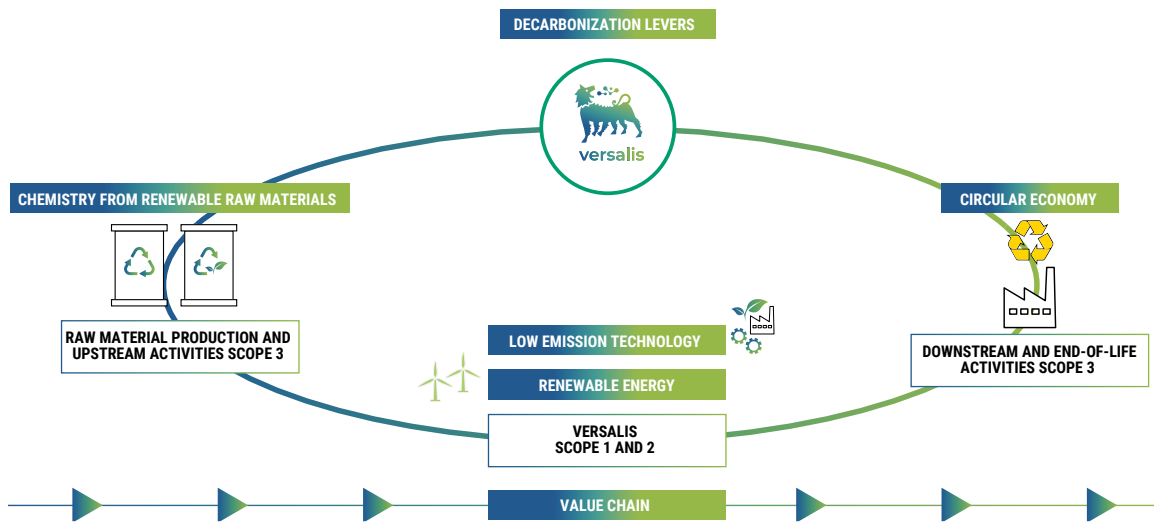 DECARBONIZATION LEVERS
versalis
CHEMISTRY FROM RENEWABLE RAW MATERIALS
CIRCULAR ECONOMY
RAW MATERIAL PRODUCTION AND
UPSTREAM ACTIVITIES SCOPE 3
LOW EMISSION TECHNOLOGY
RENEWABLE ENERGY
DOWNSTREAM AND END-OF-LIFE
ACTIVITIES SCOPE 3
VERSALIS
SCOPE 1 AND 2
VALUE CHAIN